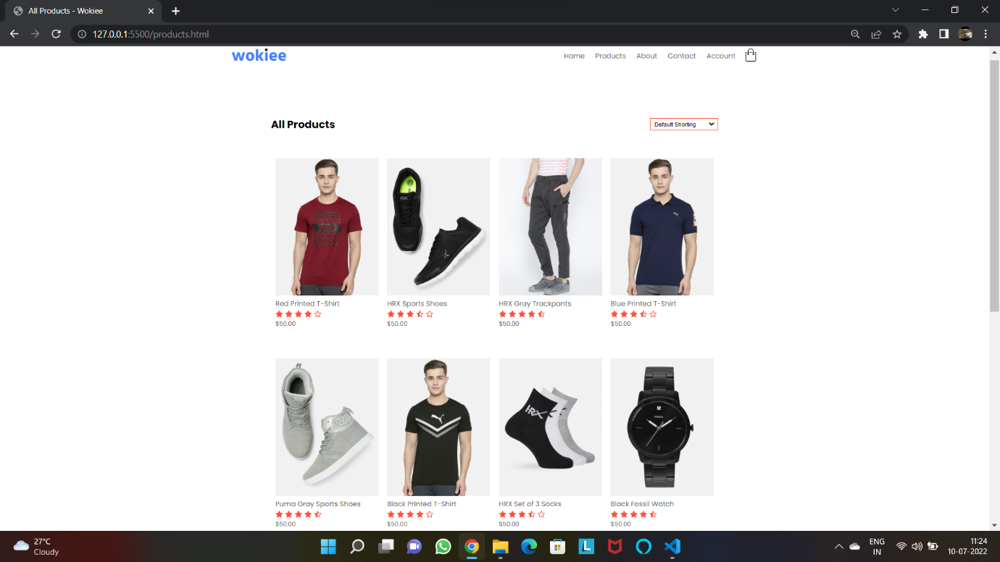 All Products - Wokiee
127.0.0.1:5500/products.html
wokiee
Home Products About Contact Account
All Products
Default Shorting
HRX
Red Printed T-Shirt HRX Sports Shoes HRX Gray Trackpants Blue Printed T-Shirt
$50.00 $50.00 $50.00 $50.00
HRX
FOSSIL
Puma Gray Sports Shoes Black Printed T-Shirt HRX Set of 3 Socks Black Fossil Watch
$50.00 $50.00 $50.00 $50.00
27°C
Cloudy
L
ENG
IN
11:24
10-07-2022